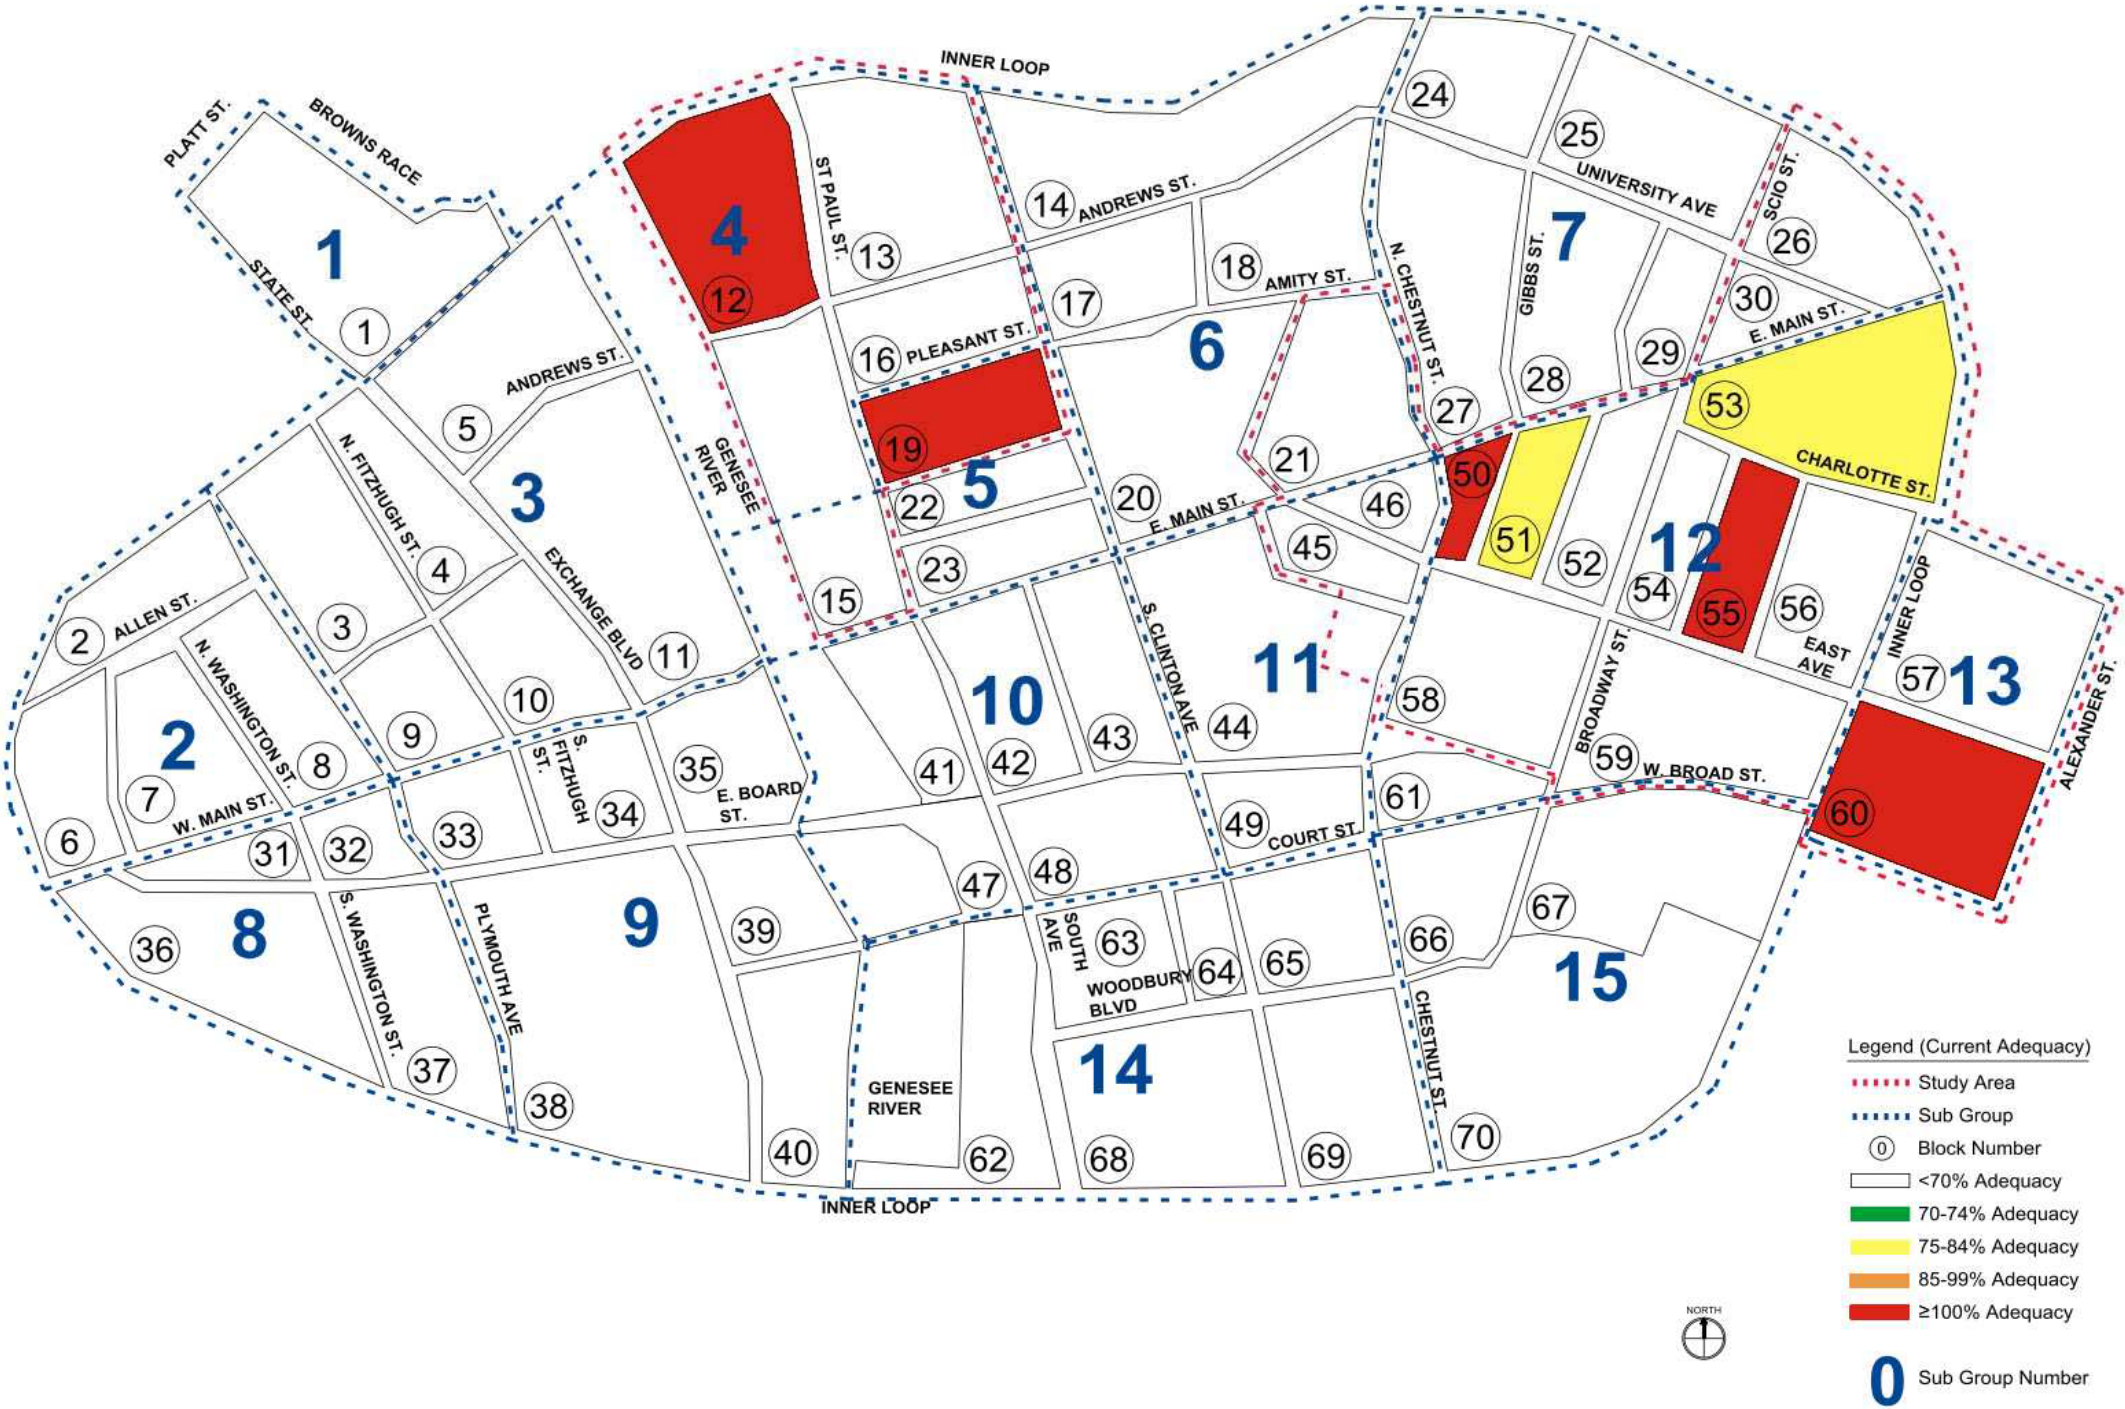 INNER LOOP
PLATT ST.
BROWNS RACE
24
25
UNIVERSITY AVE
SCIO ST.
ST PAUL ST.
14
ANDREWS ST.
4
7
1
13
26
N. CHESTNUT ST.
GIBBS ST.
STATE ST.
18
AMITY ST.
12
17
30
E. MAIN ST.
1
16
PLEASANT ST.
6
29
ANDREWS ST.
28
53
27
5
N. FITZHUGH ST.
19
GENESEE
RIVER
21
50
CHARLOTTE ST.
3
5
22
20
E. MAIN ST.
46
51
12
45
52
EXCHANGE BLVD
4
23
54
55
56
INNER LOOP
15
ALLEN ST.
2
3
S. CLINTON AVE
EAST
AVE
N. WASHINGTON ST.
11
11
57
13
BROADWAY ST.
ALEXANDER ST.
10
10
58
9
2
S.
FITZHUGH
ST.
43
44
8
35
41
42
59
W. BROAD ST.
7
W. MAIN ST.
E. BOARD
ST.
34
61
60
6
31
32
33
49
COURT ST.
48
47
S. WASHINGTON ST.
PLYMOUTH AVE
8
9
39
SOUTH
AVE
63
67
36
66
64
65
WOODBURY
BLVD
15
CHESTNUT ST.
37
14
GENESEE
RIVER
38
40
62
68
69
70
INNER LOOP
Legend (Current Adequacy)
Study Area
Sub Group
0 Block Number
<70% Adequacy
70-74% Adequacy
75-84% Adequacy
85-99% Adequacy
≥100% Adequacy
NORTH
0 Sub Group Number